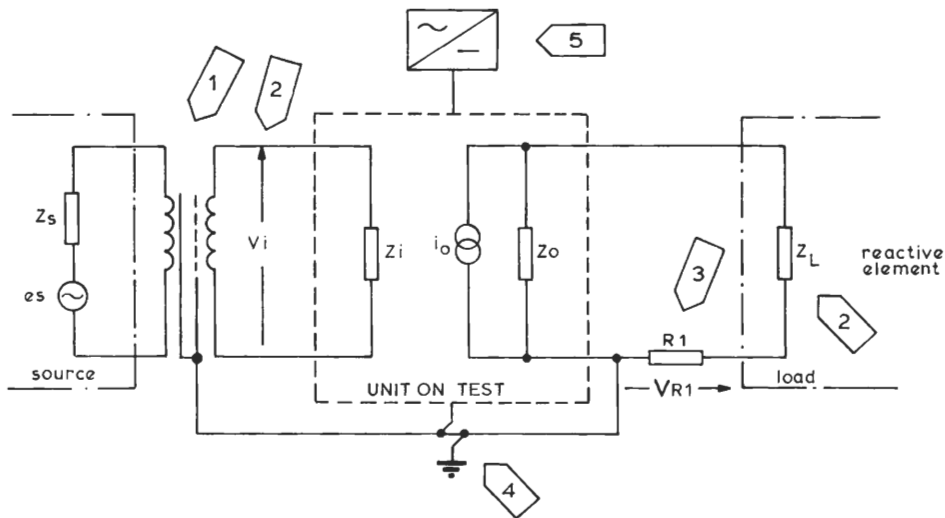 5
1
2
Zs
es
Vi
Zi
io
Zo
3
ZL
reactive
element
2
R1
source
UNIT ON TEST
VR1
load
4